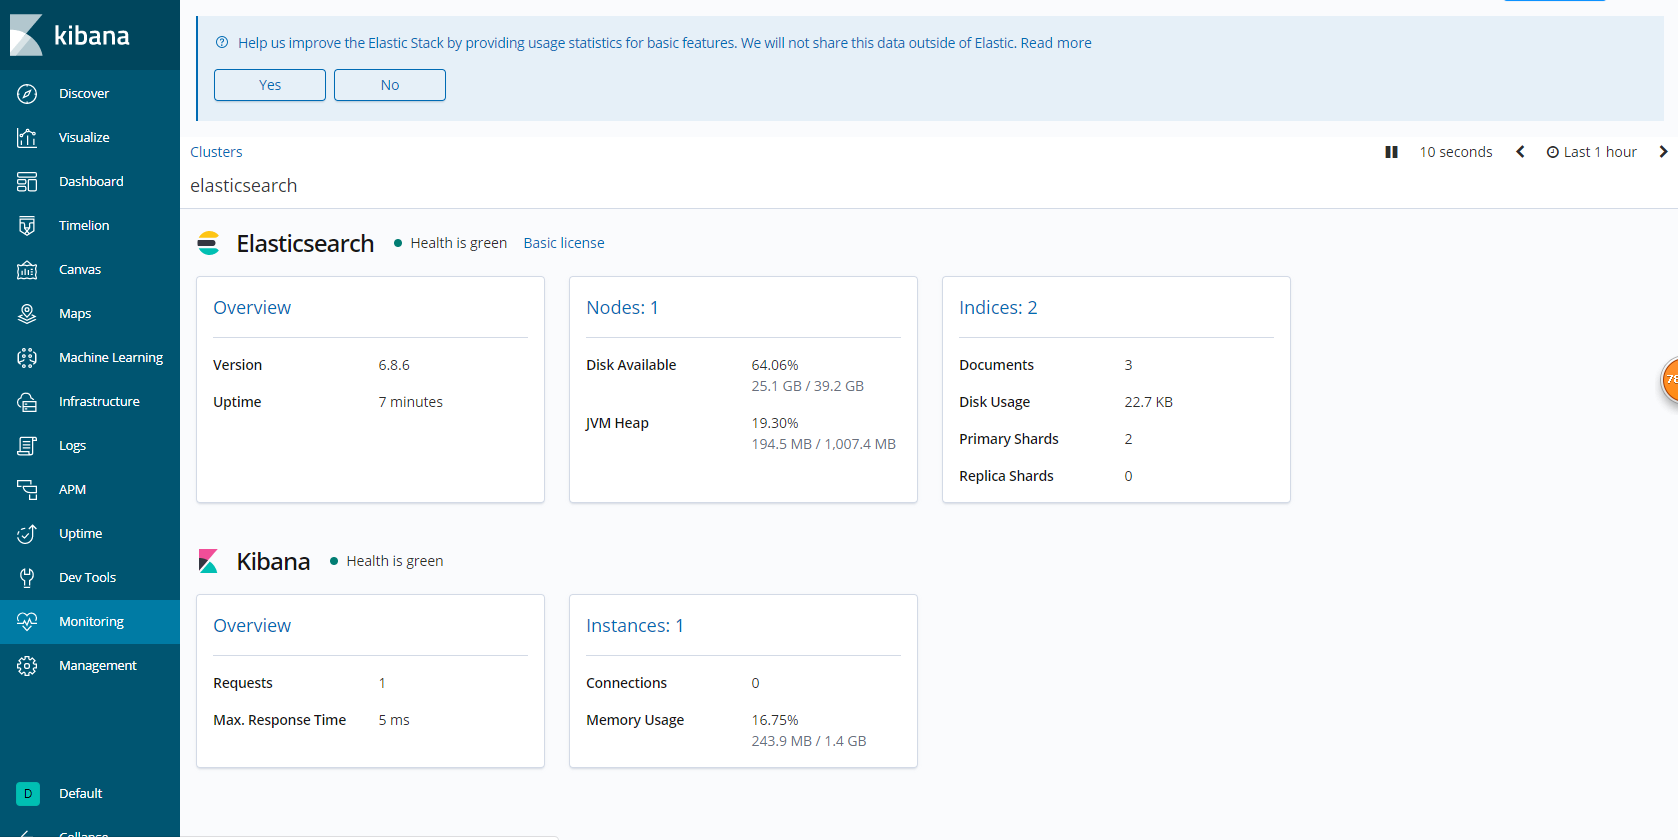 kibana
Discover
Visualize
Dashboard
Timelion
Canvas
Maps
Machine Learning
Infrastructure
Logs
APM
Uptime
Dev Tools
Monitoring
Management
D Default
Collapse
Help us improve the Elastic Stack by providing usage statistics for basic features. We will not share this data outside of Elastic. Read more
Yes No
Clusters
10 seconds Last 1 hour
elasticsearch
Elasticsearch Health is green Basic license
Overview
Version 6.8.6
Uptime 7 minutes
Nodes: 1
Disk Available 64.06%
25.1 GB / 39.2 GB
JVM Heap 19.30%
194.5 MB / 1,007.4 MB
Indices: 2
Documents 3
Disk Usage 22.7 KB
Primary Shards 2
Replica Shards 0
Kibana Health is green
Overview
Requests 1
Max. Response Time 5 ms
Instances: 1
Connections 0
Memory Usage 16.75%
243.9 MB / 1.4 GB